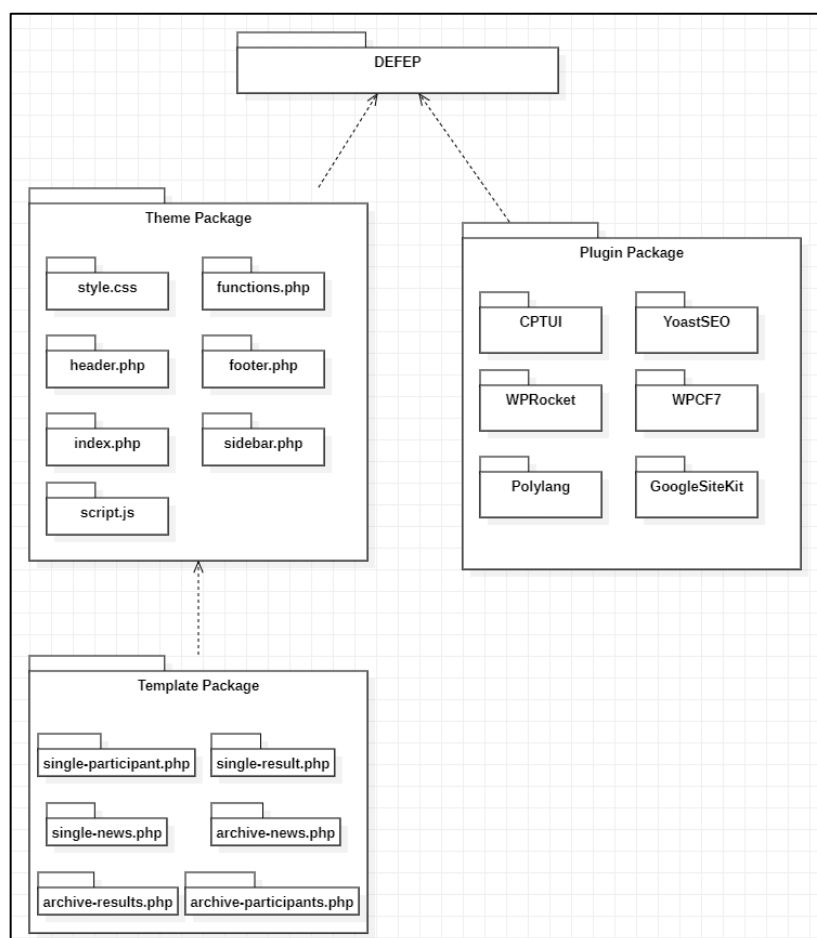 DEFEP
Theme Package
style.css
functions.php
header.php
footer.php
index.php
sidebar.php
script.js
Plugin Package
CPTUI
YoastSEO
WPRocket
WPCF7
Polylang
GoogleSiteKit
Template Package
single-participant.php
single-result.php
single-news.php
archive-news.php
archive-results.php
archive-participants.php